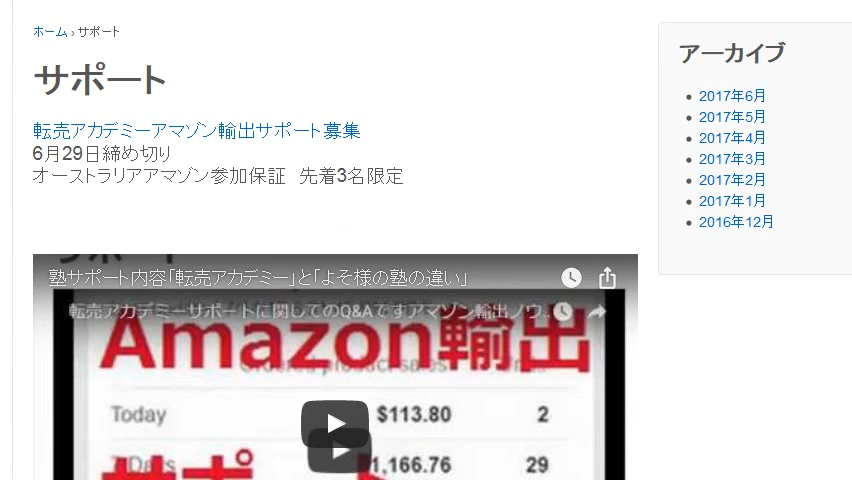 ホーム › サポート
サポート
転売アカデミーアマゾン輸出サポート募集
6月29日締め切り
オーストラリアアマゾン参加保証　先着3名限定
アーカイブ
2017年6月
2017年5月
2017年4月
2017年3月
2017年2月
2017年1月
2016年12月
塾サポート内容「転売アカデミー」と「よそ様の塾の違い」
転売アカデミーサポートに関してのQ&Aですアマゾン輸出ノウ...
Amazon輸出
Today $113.80 2
7 Days $1,166.76 29